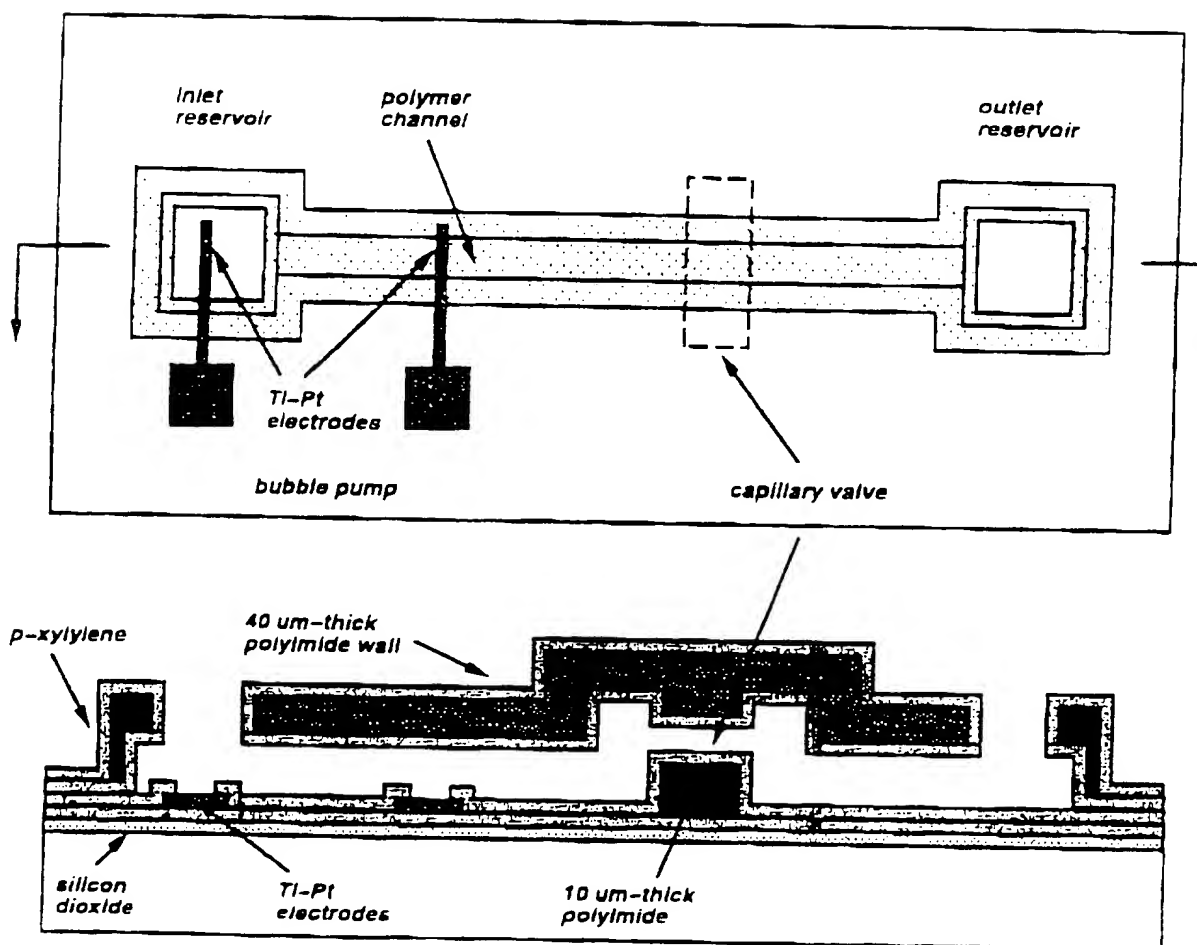 inlet
reservoir
polymer
channel
outlet
reservoir
Ti-Pt
electrodes
bubble pump
capillary valve
p-xylylene
40 um-thick
polyimide wall
silicon
dioxide
Ti-Pt
electrodes
10 um-thick
polyimide